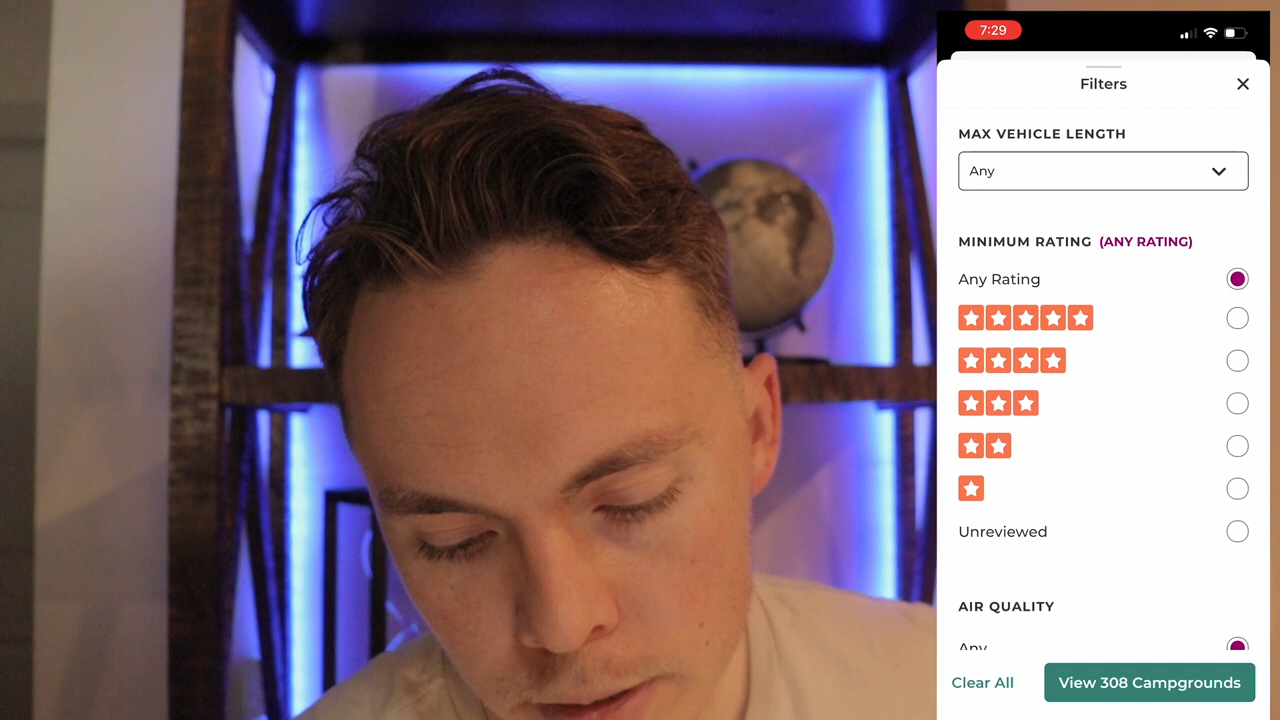 7:29
Filters
MAX VEHICLE LENGTH
Any
MINIMUM RATING (ANY RATING)
Any Rating
Unreviewed
AIR QUALITY
Any
Clear All
View 308 Campgrounds